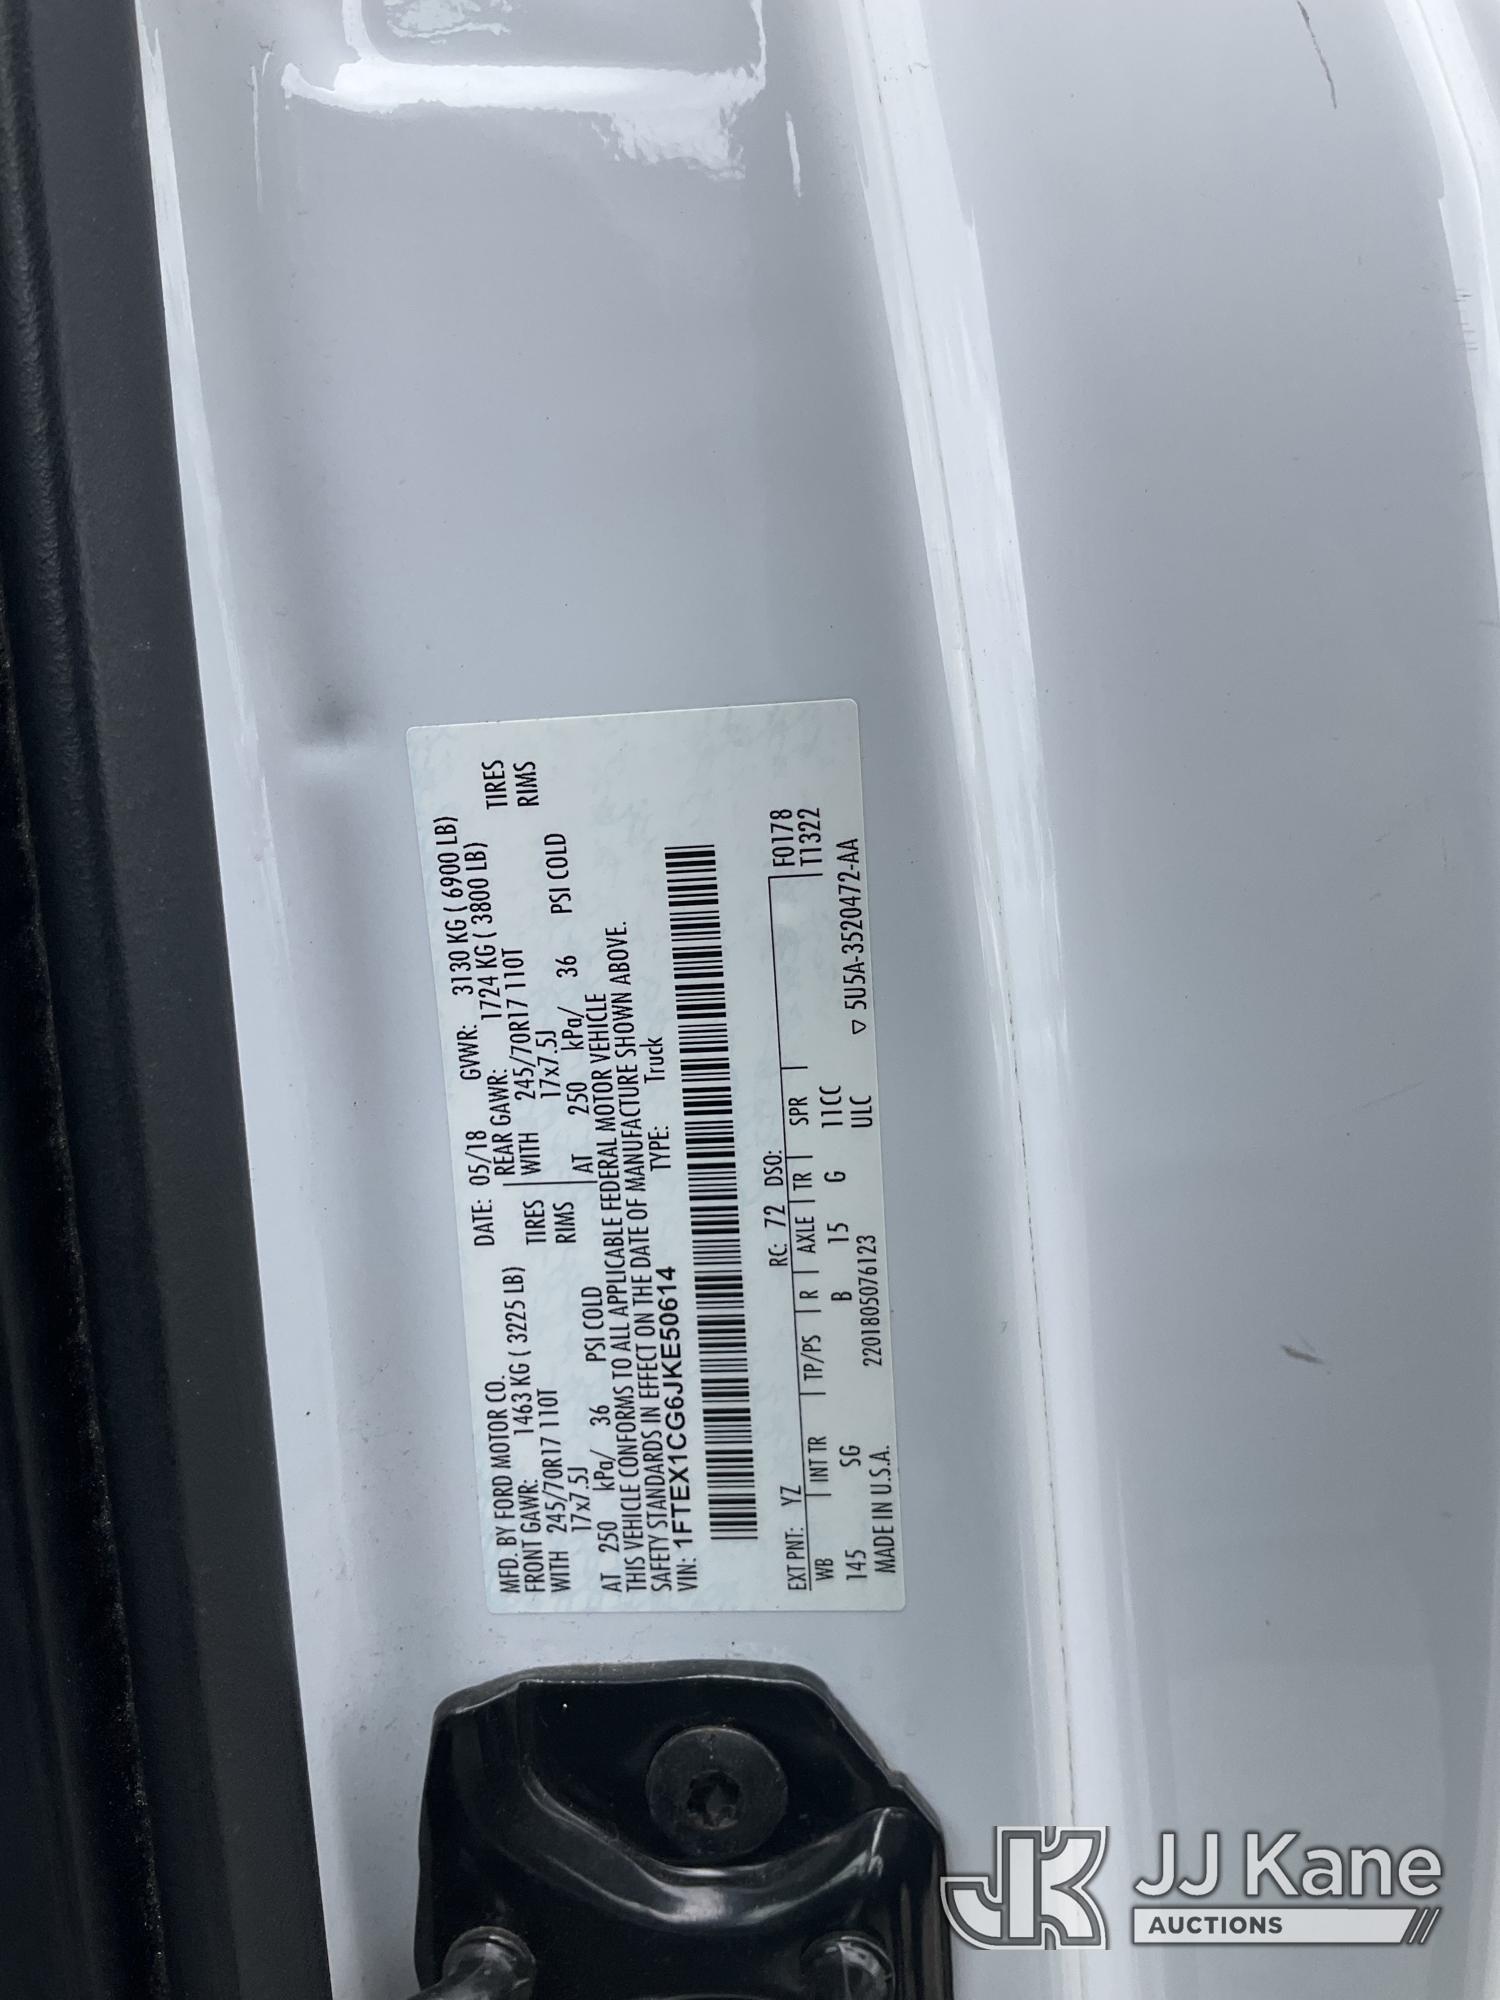 MFD. BY FORD MOTOR CO. DATE: 05/18 GVWR: 3130 KG ( 6900 LB)
FRONT GAWR: 1463 KG ( 3225 LB) REAR GAWR: 1724 KG ( 3800 LB)
WITH 245/70R17 110T TIRES WITH 245/70R17 110T TIRES
17x7.5J RIMS 17x7.5J RIMS
AT 250 kPa/ 36 PSI COLD AT 250 kPa/ 36 PSI COLD
THIS VEHICLE CONFORMS TO ALL APPLICABLE FEDERAL MOTOR VEHICLE
SAFETY STANDARDS IN EFFECT ON THE DATE OF MANUFACTURE SHOWN ABOVE.
VIN: 1FTEX1CG6JKE50614 TYPE: Truck
EXT PNT: YZ RC: 72 DSO: F0178
WB INT TR TP/PS R AXLE TR SPR T1322
145 SG B 15 G 11CC
MADE IN U.S.A. 2201805076123 ULC ▽ 5U5A-3520472-AA
JK JJ Kane
AUCTIONS